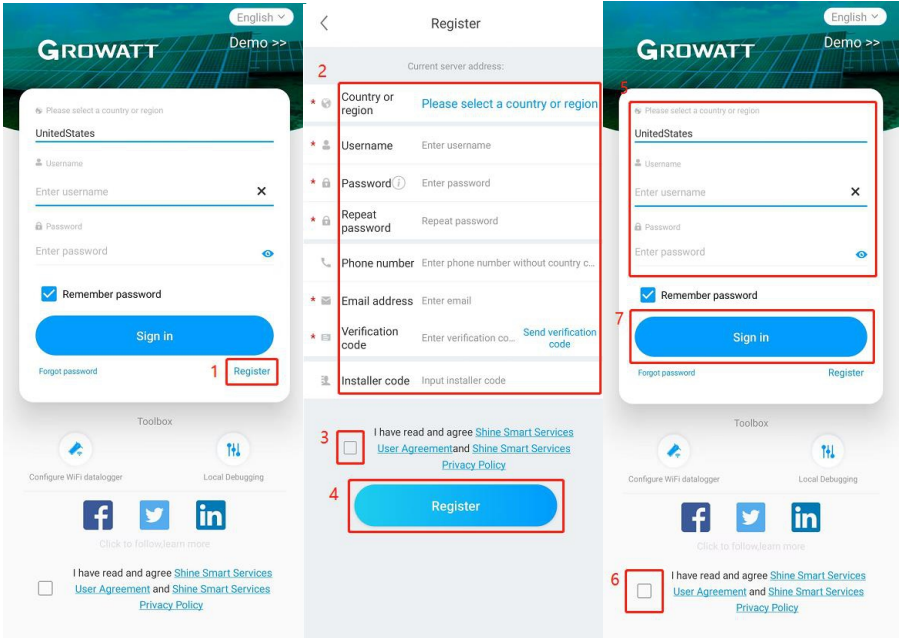 English
GROWATT
Demo >>
Please select a country or region
UnitedStates
Username
Enter username
Password
Enter password
Remember password
Sign in
Forgot password
1
Register
Toolbox
Configure WiFi datalogger
Local Debugging
Click to follow,learn more
I have read and agree Shine Smart Services
User Agreement and Shine Smart Services
Privacy Policy
Register
2
Current server address:
* Country or
region
Please select a country or region
* Username
Enter username
* Password
Enter password
* Repeat
password
Repeat password
Phone number
Enter phone number without country c...
* Email address
Enter email
* Verification
code
Enter verification co...
Send verification
code
Installer code
Input installer code
3
I have read and agree Shine Smart Services
User Agreementand Shine Smart Services
Privacy Policy
4
Register
English
GROWATT
Demo >>
5
Please select a country or region
UnitedStates
Username
Enter username
Password
Enter password
Remember password
7
Sign in
Forgot password
Register
Toolbox
Configure WiFi datalogger
Local Debugging
Click to follow,learn more
6
I have read and agree Shine Smart Services
User Agreement and Shine Smart Services
Privacy Policy